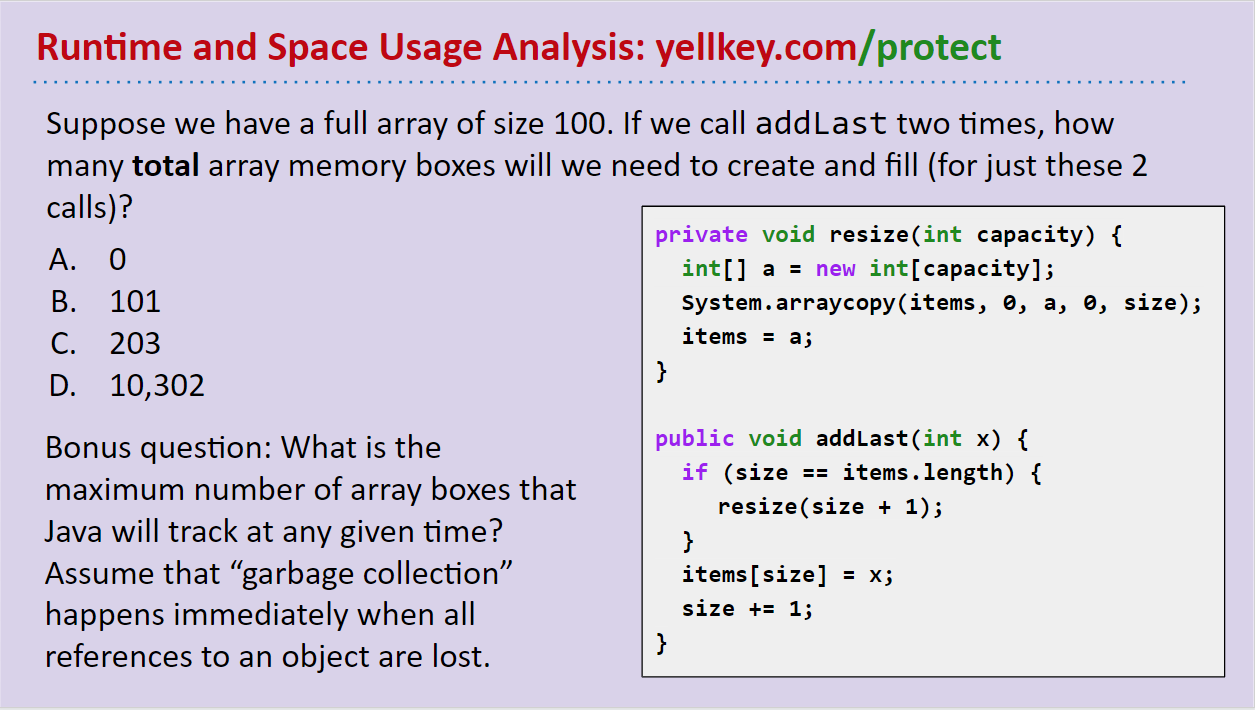 Runtime and Space Usage Analysis: yellkey.com/protect
Suppose we have a full array of size 100. If we call addLast two times, how
many total array memory boxes will we need to create and fill (for just these 2
calls)?
A. 0
B. 101
C. 203
D. 10,302
Bonus question: What is the
maximum number of array boxes that
Java will track at any given time?
Assume that “garbage collection”
happens immediately when all
references to an object are lost.
private void resize(int capacity) {
  int[] a = new int[capacity];
  System.arraycopy(items, 0, a, 0, size);
  items = a;
}
public void addLast(int x) {
  if (size == items.length) {
    resize(size + 1);
  }
  items[size] = x;
  size += 1;
}